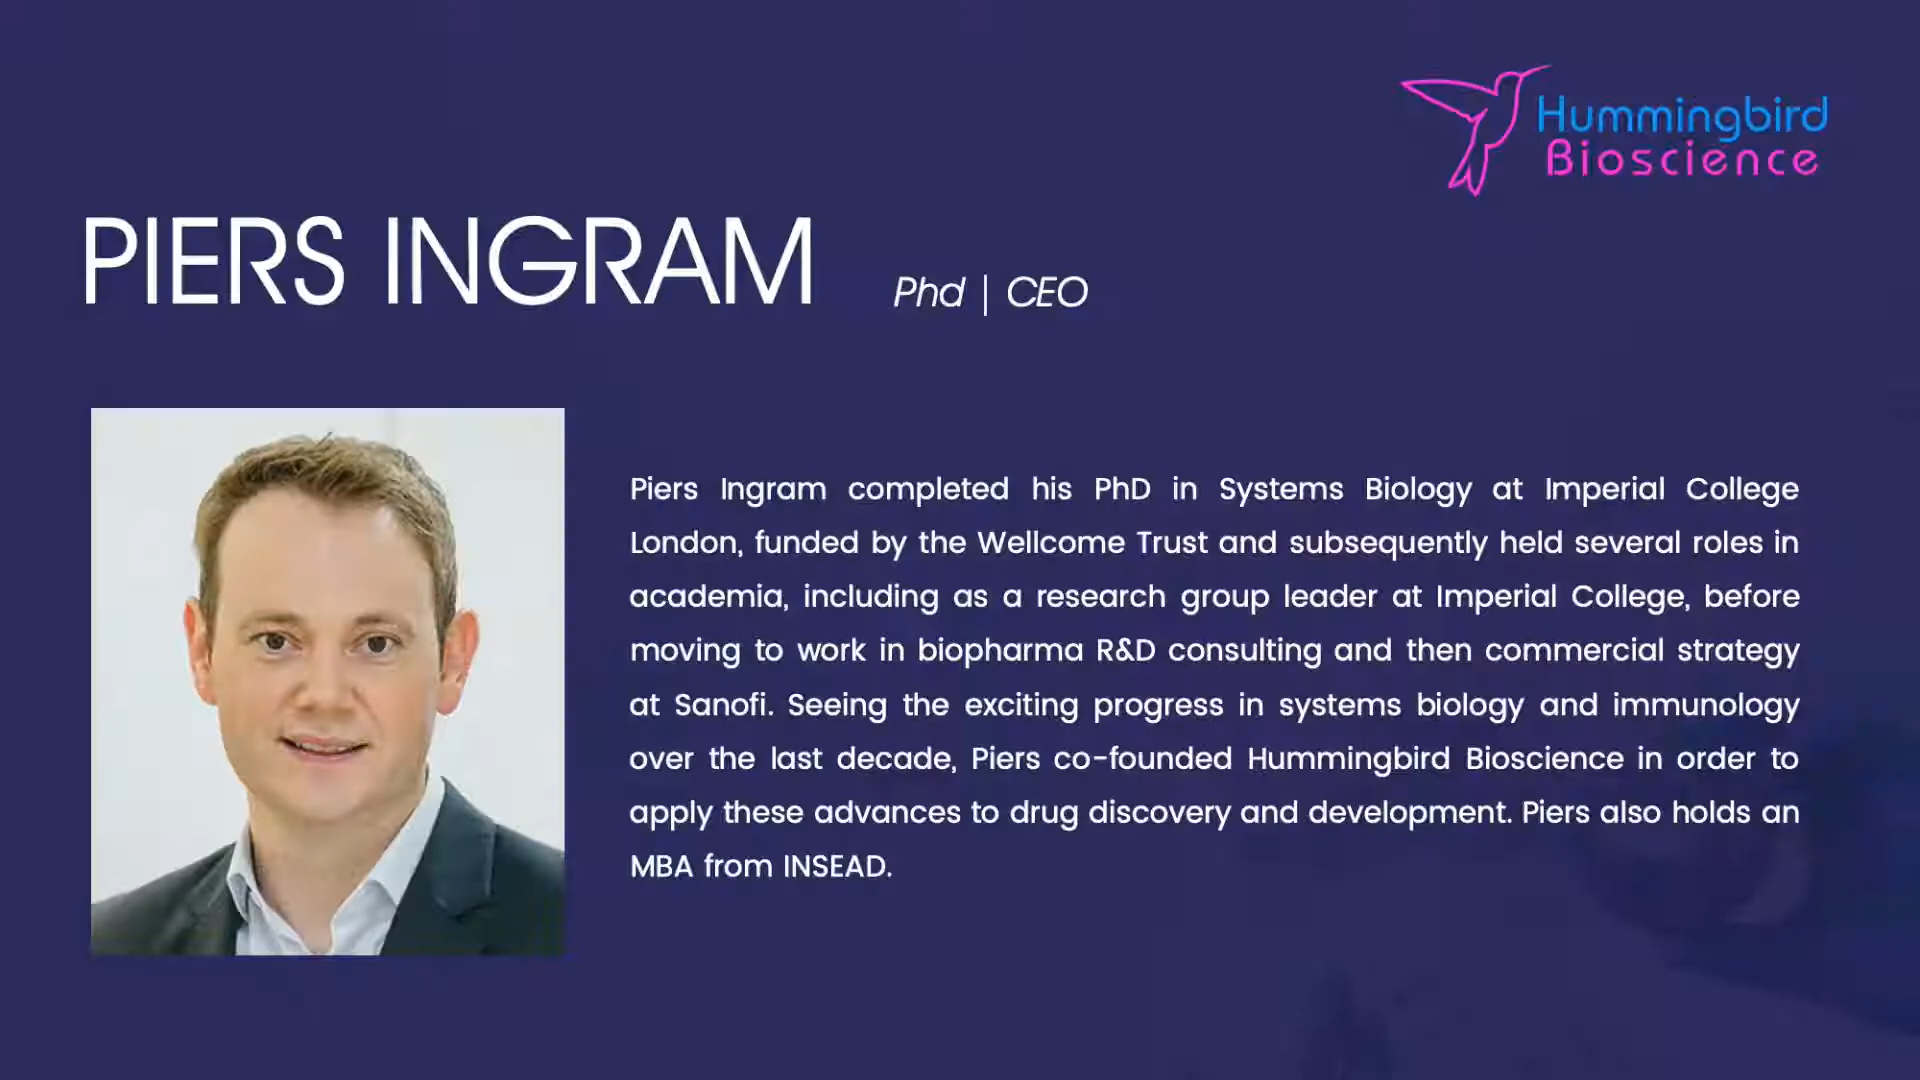 Hummingbird
Bioscience
PIERS INGRAM
Phd | CEO
Piers Ingram completed his PhD in Systems Biology at Imperial College
London, funded by the Wellcome Trust and subsequently held several roles in
academia, including as a research group leader at Imperial College, before
moving to work in biopharma R&D consulting and then commercial strategy
at Sanofi. Seeing the exciting progress in systems biology and immunology
over the last decade, Piers co-founded Hummingbird Bioscience in order to
apply these advances to drug discovery and development. Piers also holds an
MBA from INSEAD.